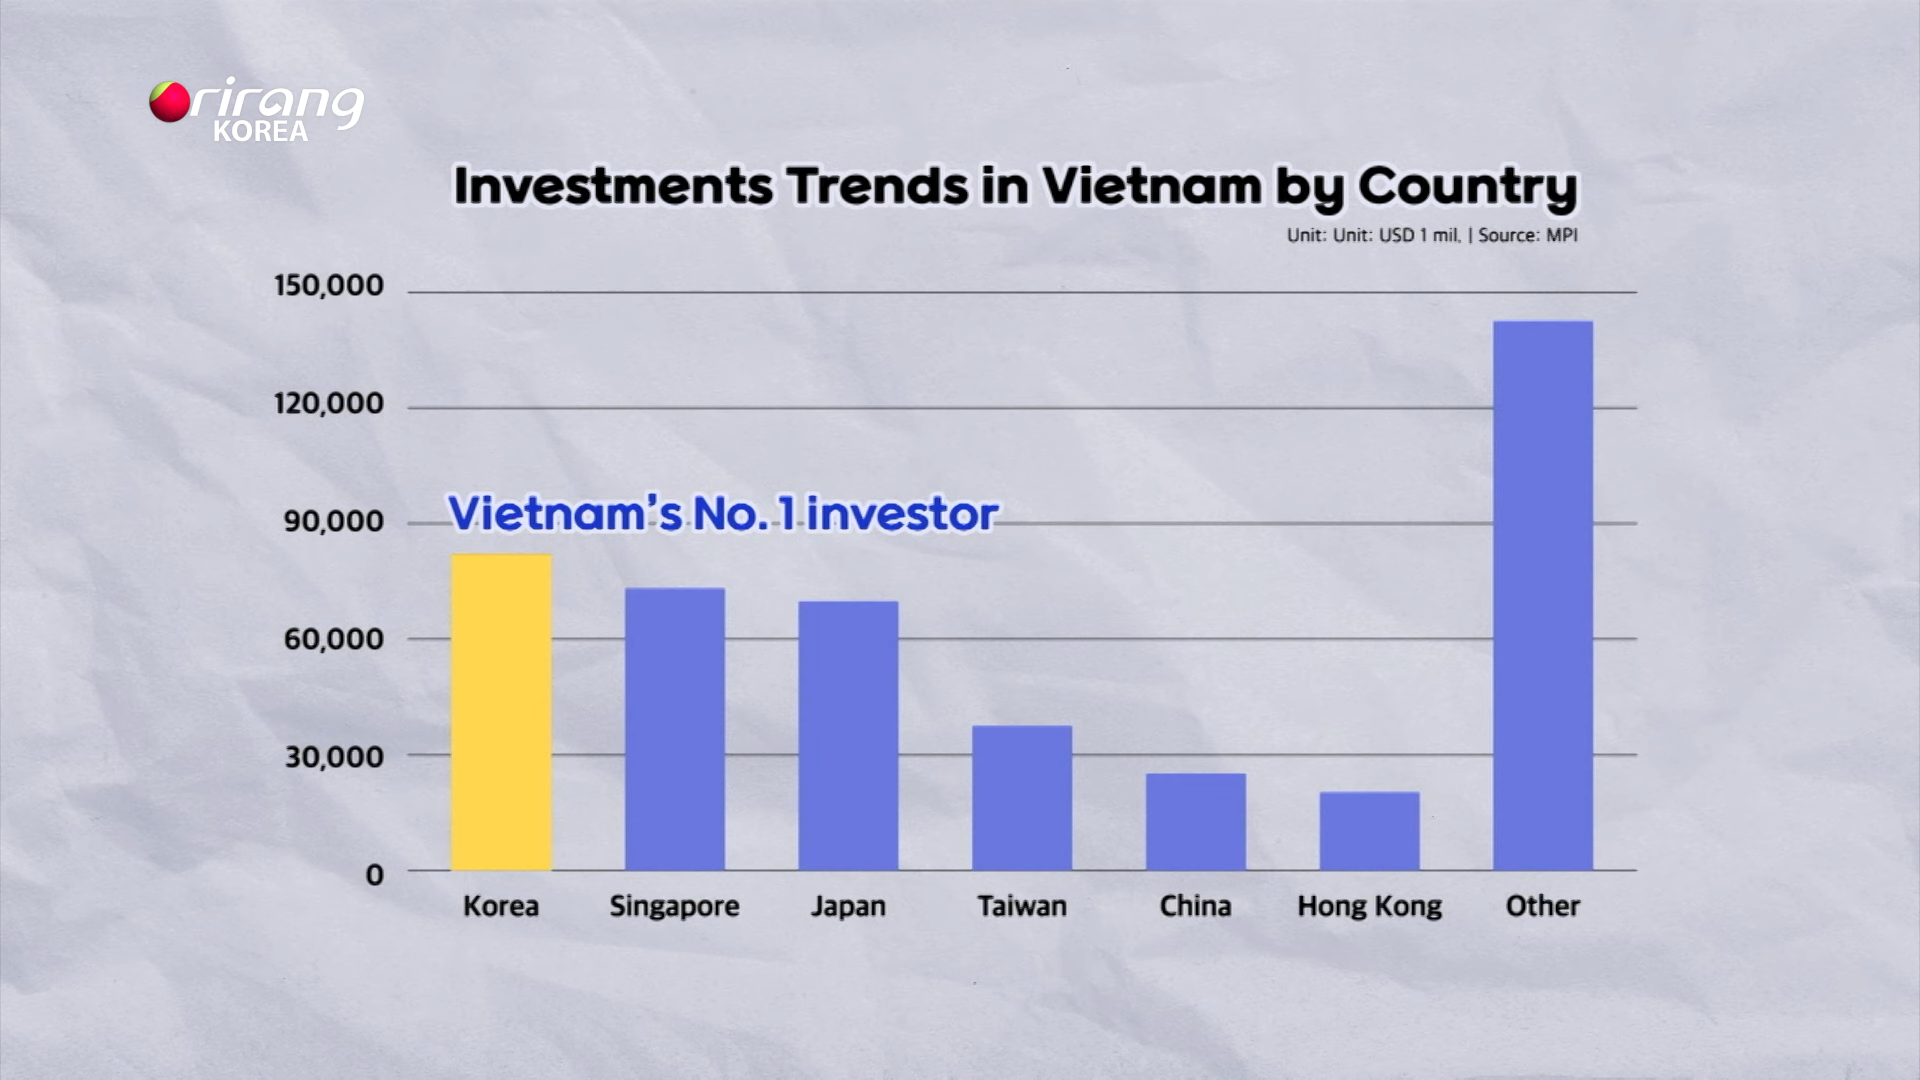 arirang
KOREA
Investments Trends in Vietnam by Country
Unit: Unit: USD 1 mil. | Source: MPI
150,000
120,000
90,000
Vietnam's No. 1 investor
60,000
30,000
0
Korea Singapore Japan Taiwan China Hong Kong Other